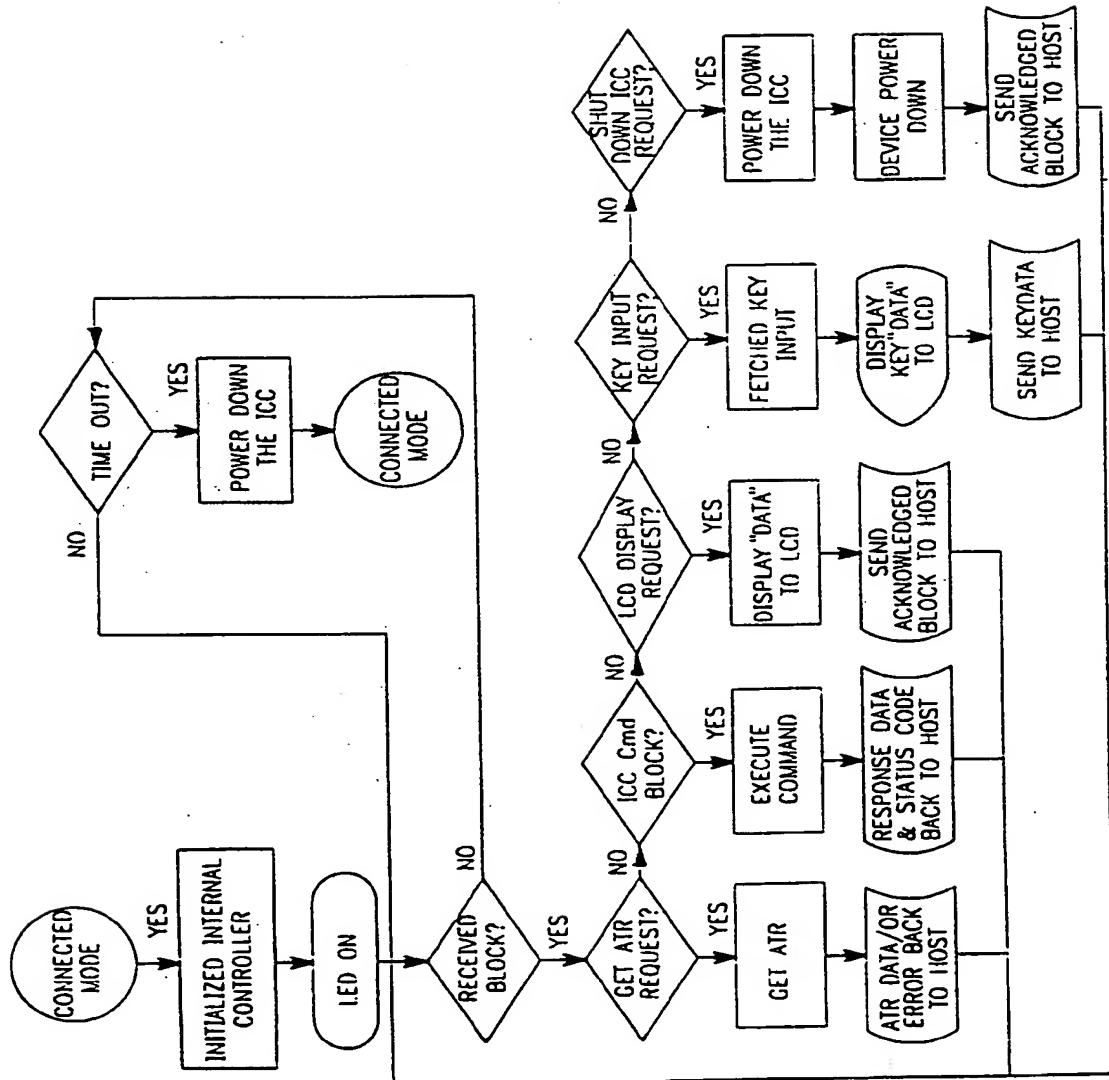 CONNECTED
MODE
YES
INITIALIZED INTERNAL
CONTROLLER
LED ON
RECEIVED
BLOCK?
NO
YES
TIME OUT?
NO
YES
POWER DOWN
THE ICC
CONNECTED
MODE
GET ATR
REQUEST?
NO
YES
GET ATR
ATR DATA/OR
ERROR BACK
TO HOST
ICC Cmd
BLOCK?
NO
YES
EXECUTE
COMMAND
RESPONSE DATA
& STATUS CODE
BACK TO HOST
LCD DISPLAY
REQUEST?
NO
YES
DISPLAY "DATA"
TO LCD
SEND
ACKNOWLEDGED
BLOCK TO HOST
KEY INPUT
REQUEST?
NO
YES
FETCHED KEY
INPUT
DISPLAY
KEY"DATA"
TO LCD
SEND KEYDATA
TO HOST
SHUT
DOWN ICC
REQUEST?
YES
POWER DOWN
THE ICC
DEVICE POWER
DOWN
SEND
ACKNOWLEDGED
BLOCK TO HOST